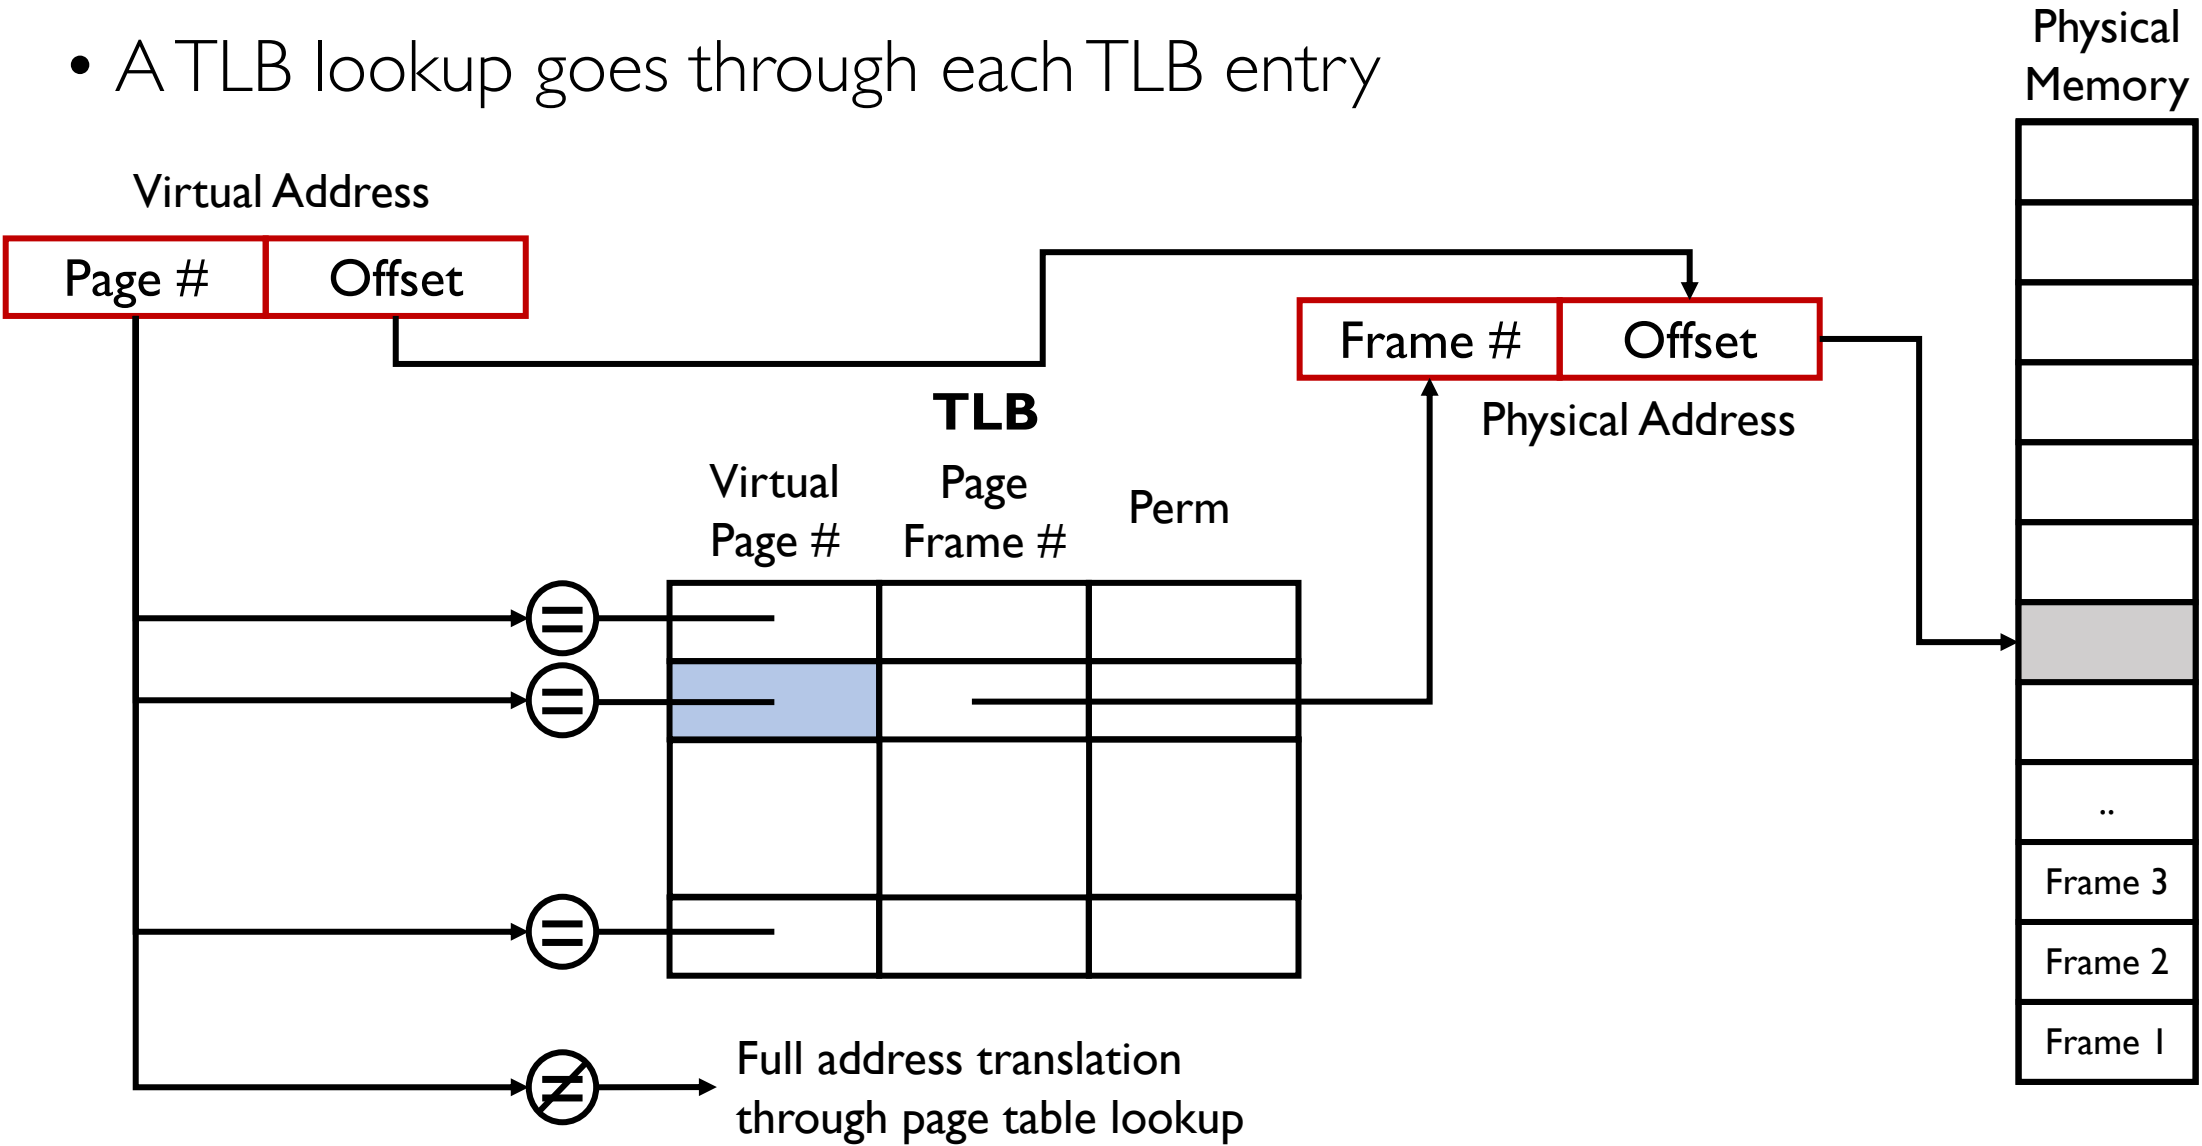 • A TLB lookup goes through each TLB entry
Physical
Memory
Virtual Address
Page # Offset
Frame # Offset
Physical Address
TLB
Virtual
Page #
Page
Frame #
Perm
=
=
=
≠
Full address translation
through page table lookup
..
Frame 3
Frame 2
Frame 1